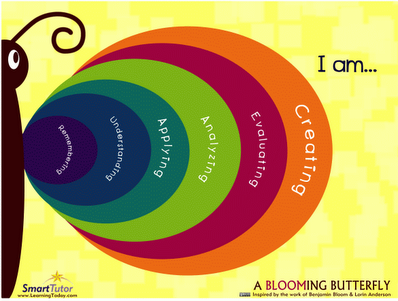 I am...
Remembering
Understanding
Applying
Analyzing
Evaluating
Creating
SmartTutor
www.LearningToday.com
A BLOOMING BUTTERFLY
Inspired by the work of Benjamin Bloom & Lorin Anderson